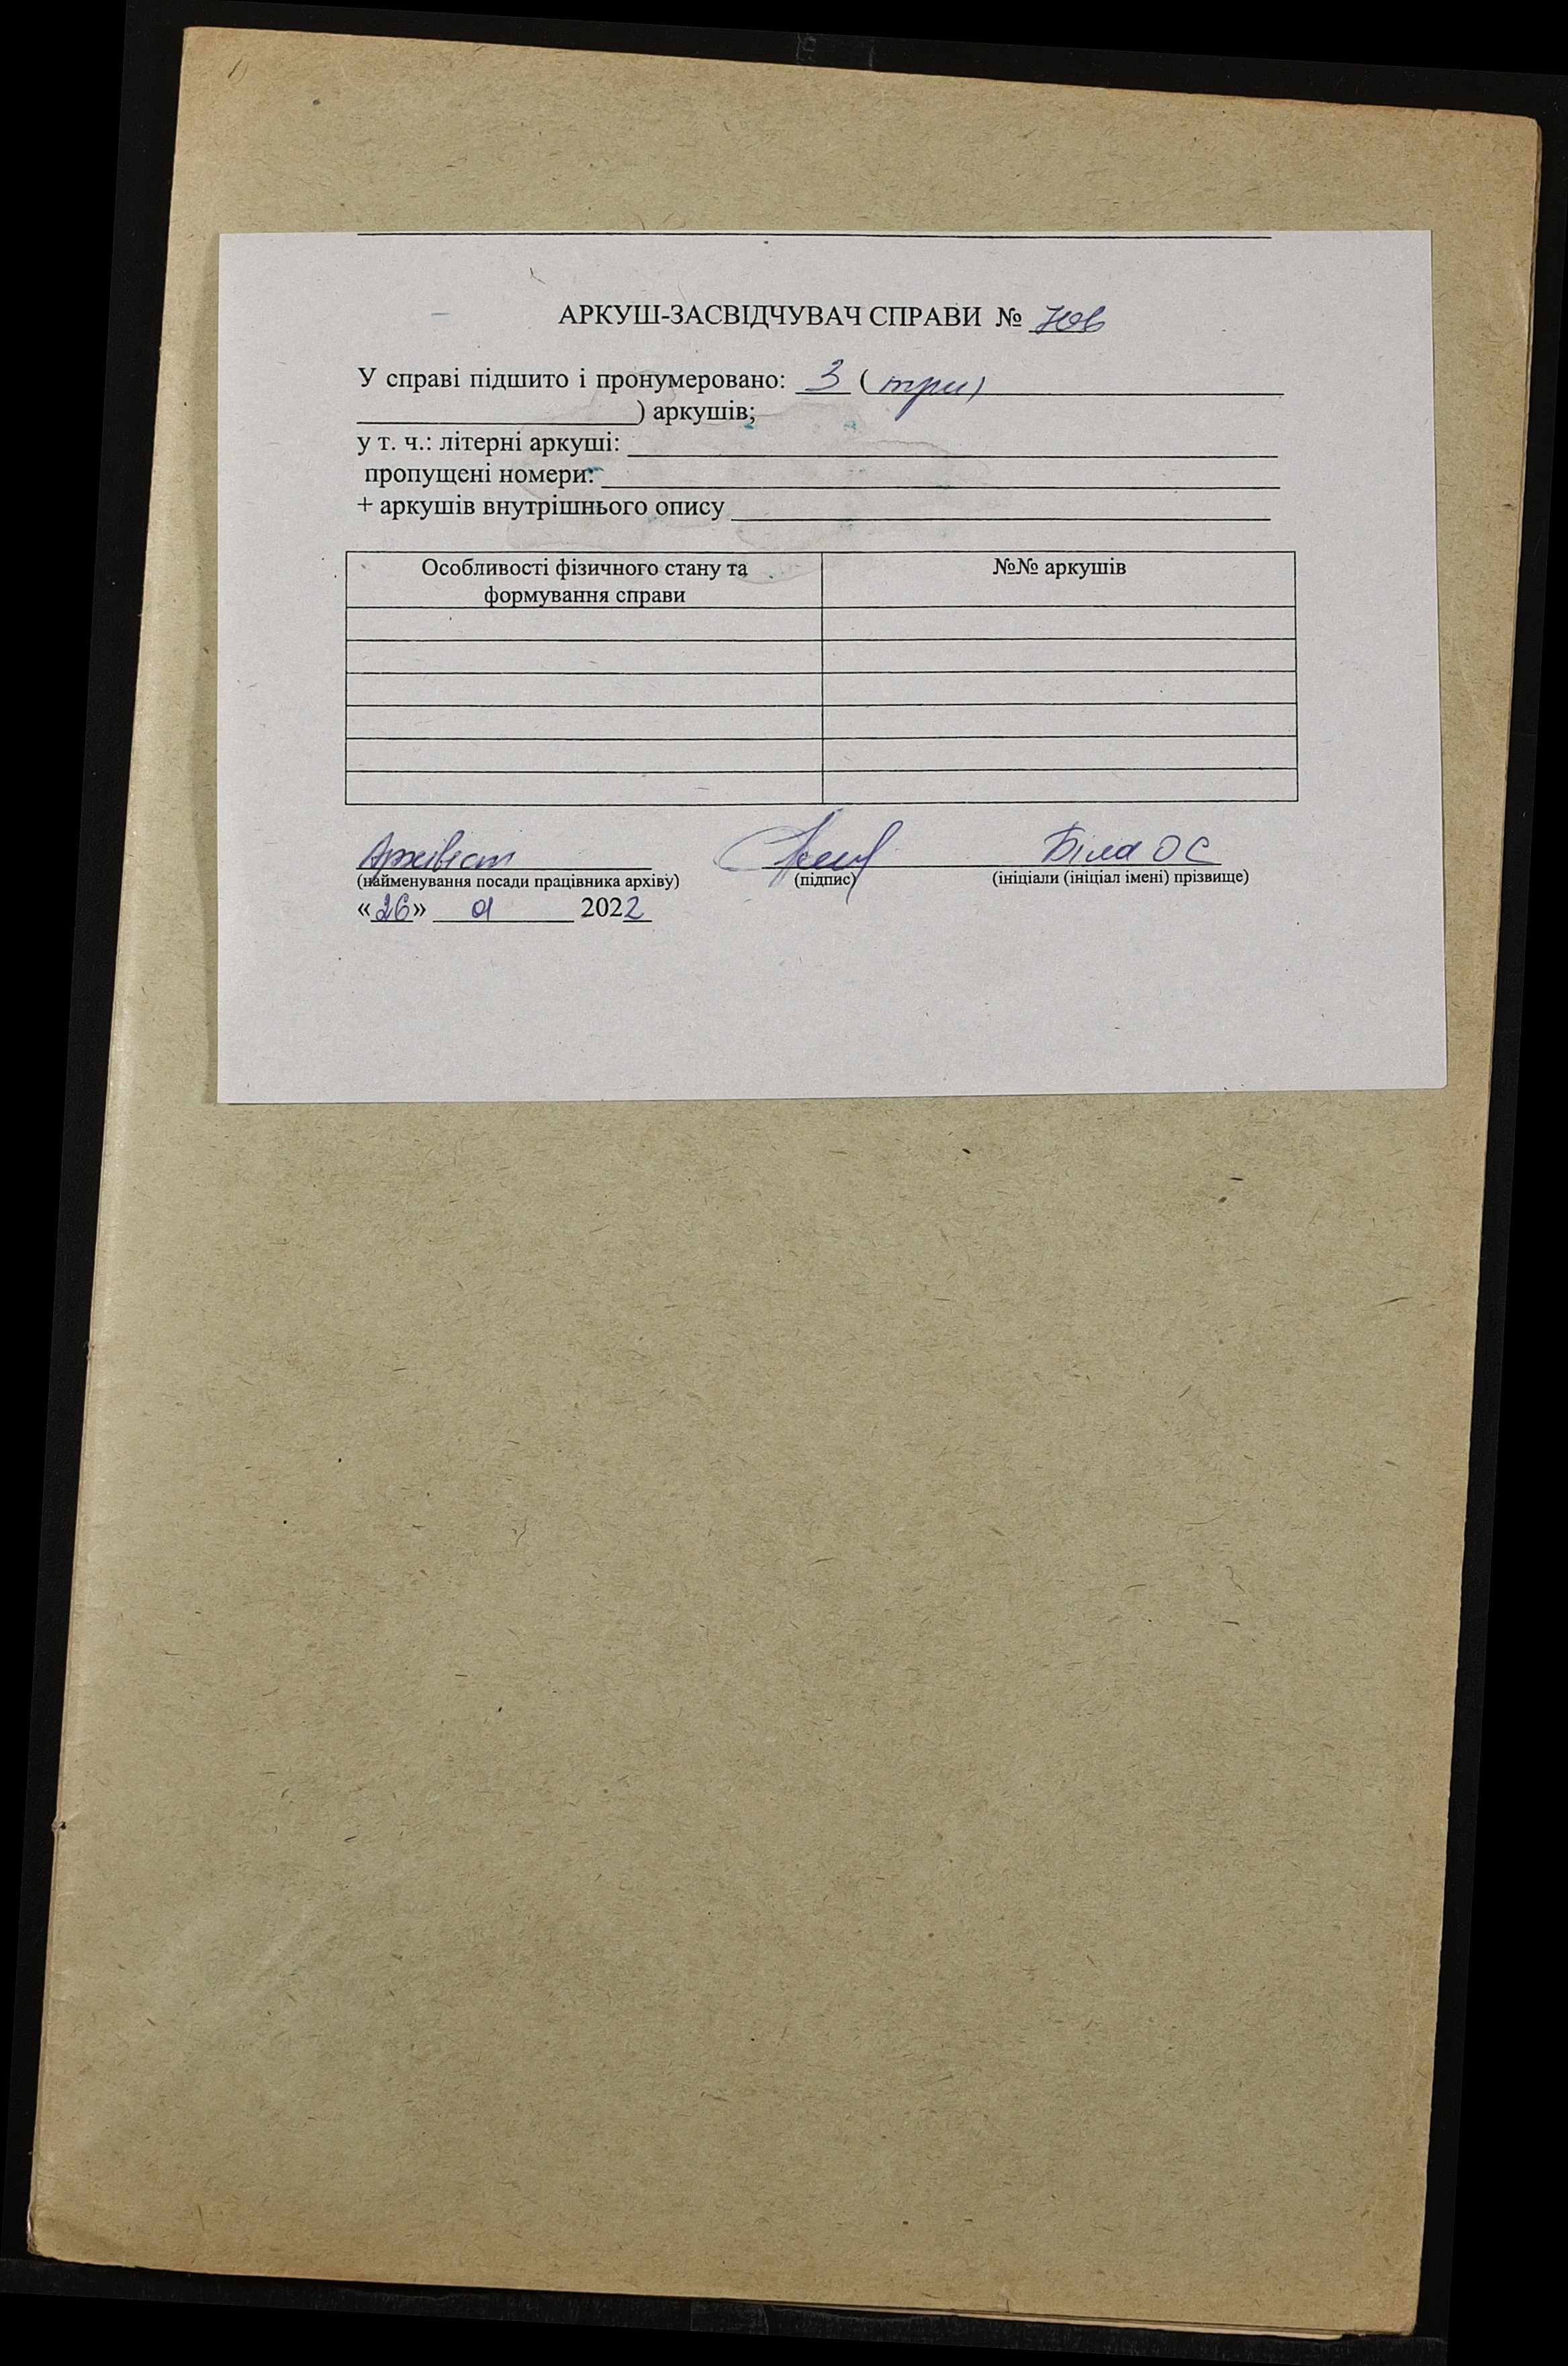 АРКУШ-ЗАСВІДЧУВАЧ СПРАВИ №
У справі підшито і пронумеровано: 3 (три)
) аркушів;
у т. ч.: літерні аркуші:
пропущені номери:
+ аркушів внутрішнього опису
Особливості фізичного стану та №№ аркушів
формування справи
Архівіст Біла ОС
(найменування посади працівника архіву) (підпис) (ініціали (ініціал імені) прізвище)
«26» 2022